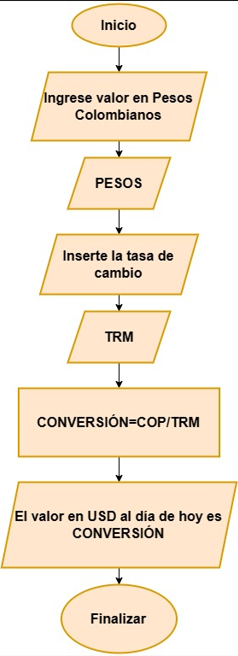 Inicio
Ingrese valor en Pesos
Colombianos
PESOS
Inserte la tasa de
cambio
TRM
CONVERSIÓN=COP/TRM
El valor en USD al día de hoy es
CONVERSIÓN
Finalizar